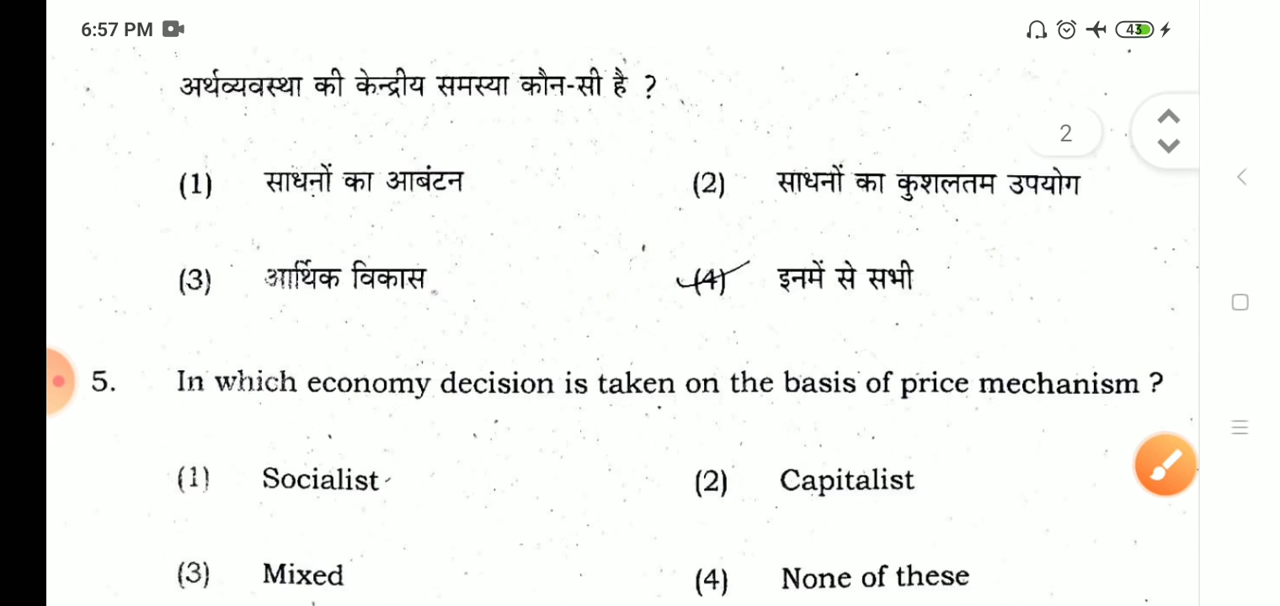 6:57 PM
43
अर्थव्यवस्था की केन्द्रीय समस्या कौन-सी है ?
2
(1) साधनों का आबंटन (2) साधनों का कुशलतम उपयोग
(3) आर्थिक विकास (4) इनमें से सभी
5. In which economy decision is taken on the basis of price mechanism ?
(1) Socialist (2) Capitalist
(3) Mixed (4) None of these